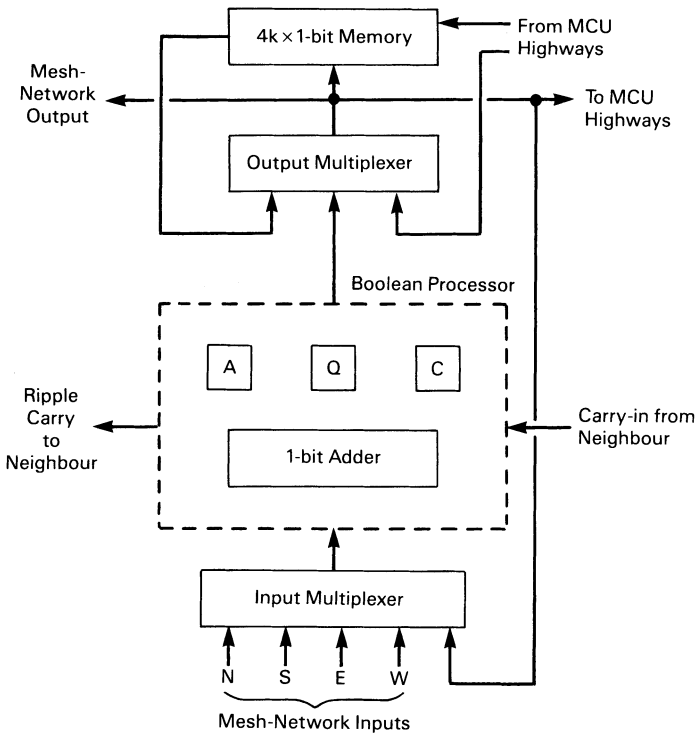 4k × 1-bit Memory
From MCU
Highways
Mesh-
Network
Output
To MCU
Highways
Output Multiplexer
Boolean Processor
A
Q
C
Ripple
Carry
to
Neighbour
1-bit Adder
Carry-in from
Neighbour
Input Multiplexer
N S E W
Mesh-Network Inputs